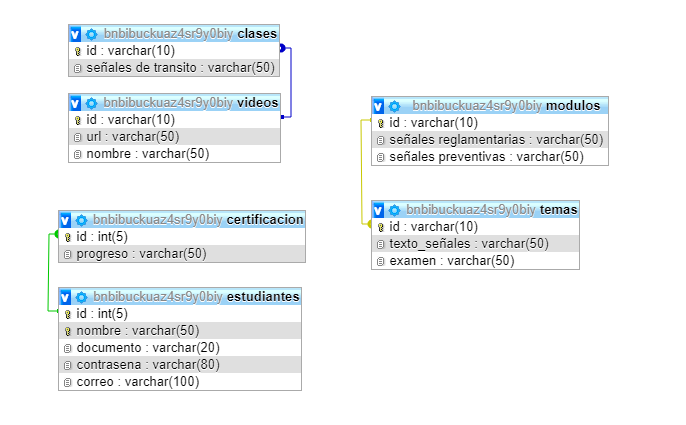 v bnbibuckuaz4sr9y0biy clases
id : varchar(10)
señales de transito : varchar(50)
v bnbibuckuaz4sr9y0biy videos
id : varchar(10)
url : varchar(50)
nombre : varchar(50)
v bnbibuckuaz4sr9y0biy certificacion
id : int(5)
progreso : varchar(50)
v bnbibuckuaz4sr9y0biy estudiantes
id : int(5)
nombre : varchar(50)
documento : varchar(20)
contrasena : varchar(80)
correo : varchar(100)
v bnbibuckuaz4sr9y0biy modulos
id : varchar(10)
señales reglamentarias : varchar(50)
señales preventivas : varchar(50)
v bnbibuckuaz4sr9y0biy temas
id : varchar(10)
texto_señales : varchar(50)
examen : varchar(50)